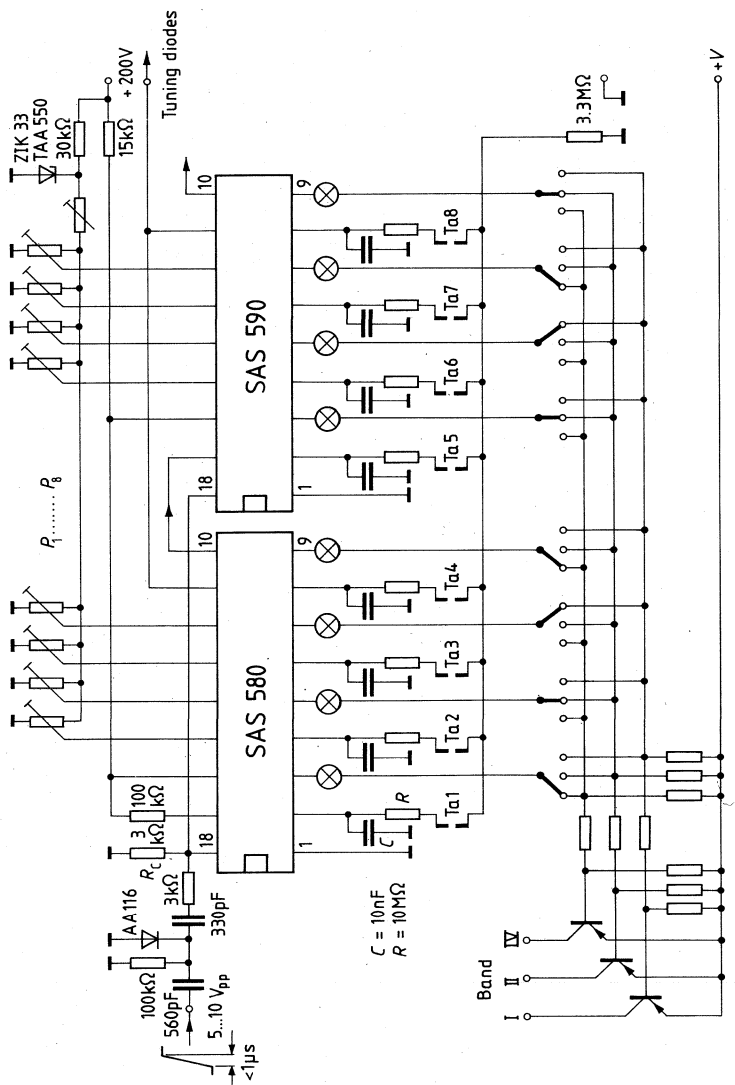 Tuning diodes
+200V
ZIK 33
TAA 550
30kΩ
15kΩ
P₁........ P₈
10
9
18
1
SAS 590
Ta8
Ta7
Ta6
Ta5
3.3MΩ
+V
10
9
18
1
SAS 580
Ta4
Ta3
Ta2
Ta1
R
C
100
kΩ
3
kΩ
R_C
3kΩ
AA116
330pF
100kΩ
560pF
5...10 Vpp
<1μs
C = 10nF
R = 10MΩ
Band
IV
II
I